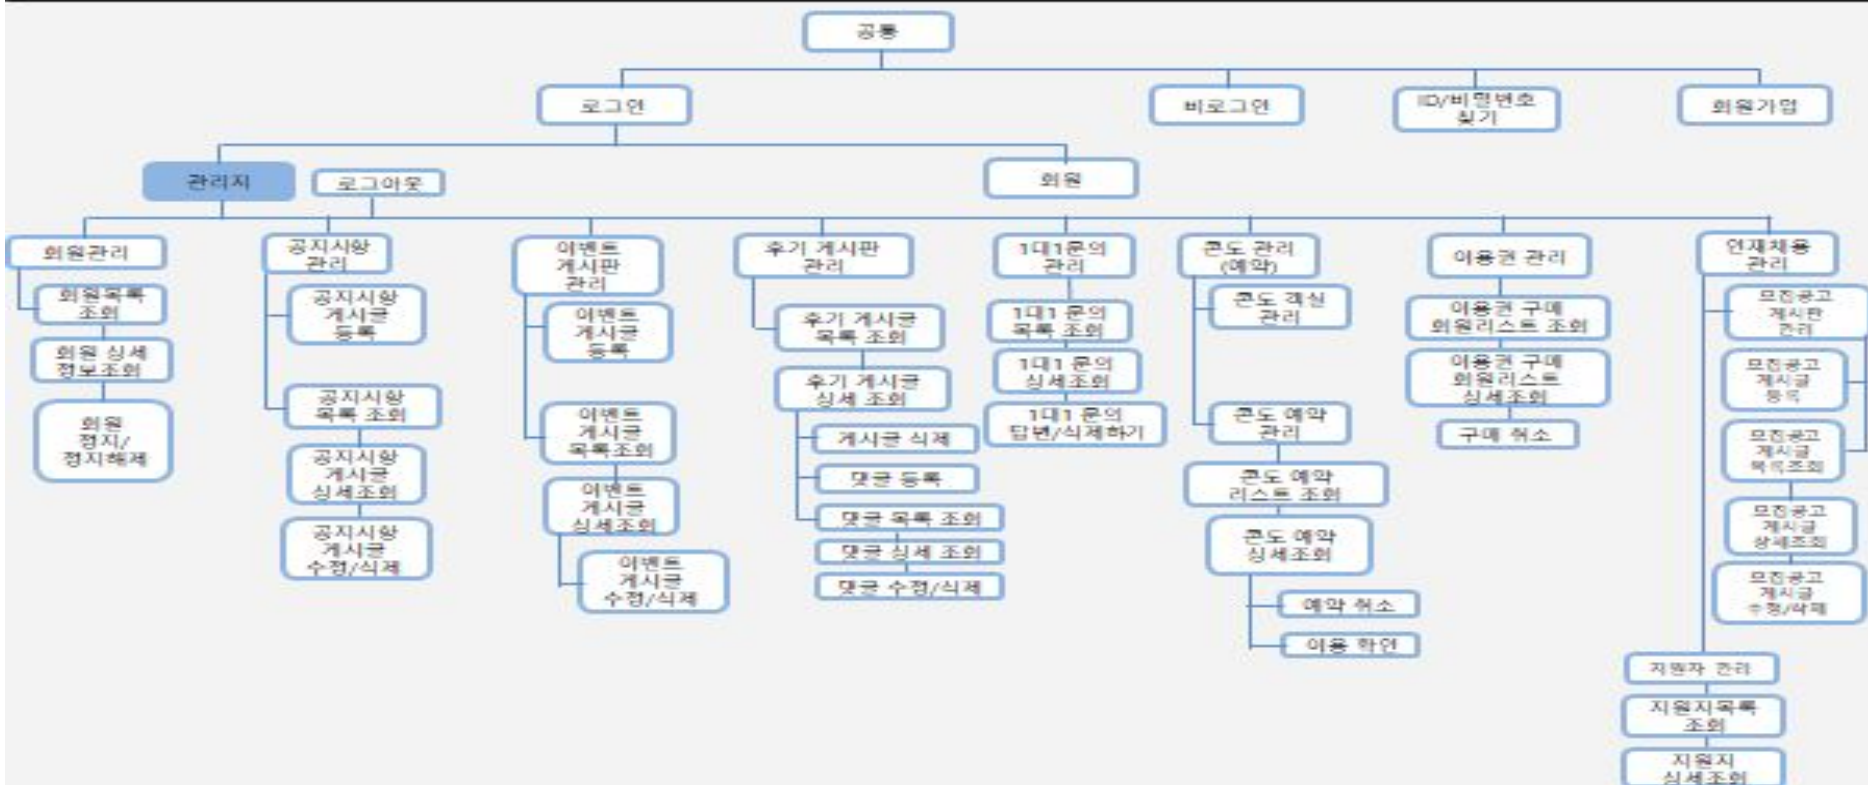 공통
로그인
비로그인
ID/비밀번호
찾기
회원가입
관리자
로그아웃
회원
회원관리
회원목록
조회
회원 상세
정보조회
회원
정지/
정지해제
공지사항
관리
공지사항
게시글
등록
공지사항
목록 조회
공지사항
게시글
상세조회
공지사항
게시글
수정/삭제
이벤트
게시판
관리
이벤트
게시글
등록
이벤트
게시글
목록조회
이벤트
게시글
상세조회
이벤트
게시글
수정/삭제
후기 게시판
관리
후기 게시글
목록 조회
후기 게시글
상세 조회
게시글 삭제
댓글 등록
댓글 목록 조회
댓글 상세 조회
댓글 수정/삭제
1대1문의
관리
1대1 문의
목록 조회
1대1 문의
상세조회
1대1 문의
답변/삭제하기
콘도 관리
(예약)
콘도 객실
관리
콘도 예약
관리
콘도 예약
리스트 조회
콘도 예약
상세조회
예약 취소
이용 확인
이용권 관리
이용권 구매
회원리스트 조회
이용권 구매
회원리스트
상세조회
구매 취소
인재채용
관리
모집공고
게시판
관리
모집공고
게시글
등록
모집공고
게시글
목록조회
모집공고
게시글
상세조회
모집공고
게시글
수정/삭제
지원자 관리
지원자목록
조회
지원자
상세조회